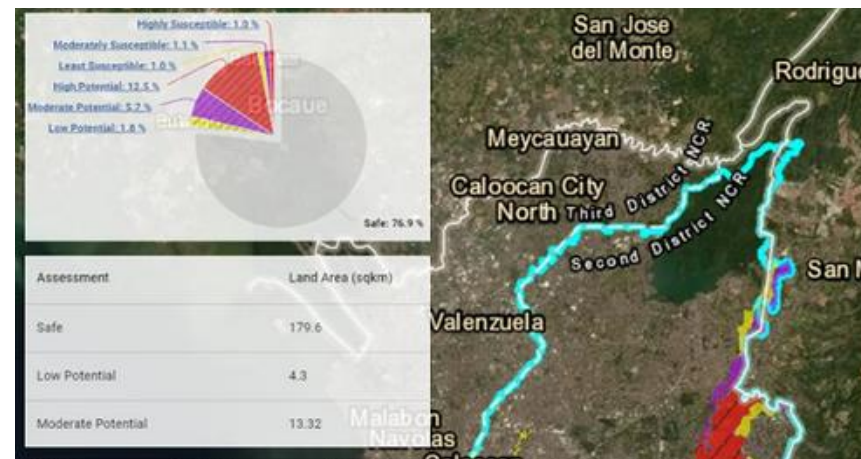 Highly Susceptible: 1.0 %
Moderately Susceptible: 1.1 %
Least Susceptible: 1.0 %
High Potential: 12.5 %
Moderate Potential: 5.7 %
Low Potential: 1.8 %
Bocaue
Safe: 76.9 %
Assessment Land Area (sqkm)
Safe 179.6
Low Potential 4.3
Moderate Potential 13.32
San Jose
del Monte
Rodrigue
Meycauayan
Caloocan City
North
Third District NCR
Second District NCR
San
Valenzuela
Malabon
Navotas